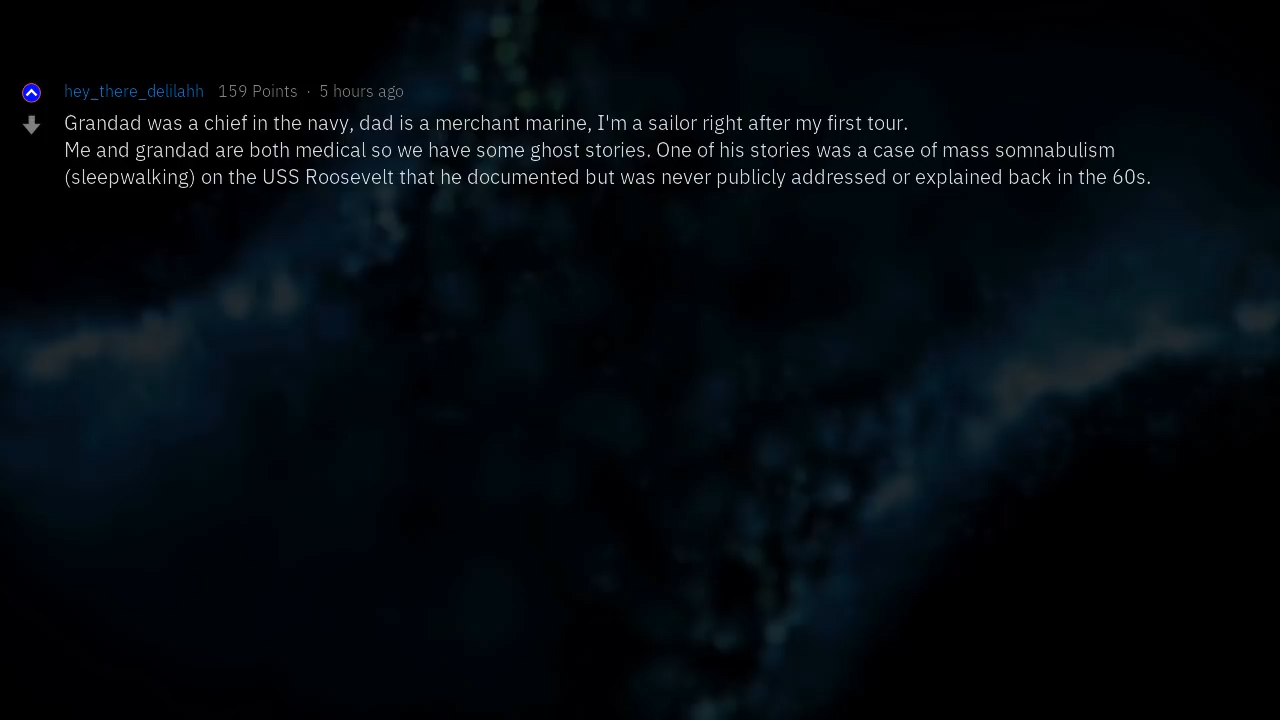 hey_there_delilahh 159 Points · 5 hours ago
Grandad was a chief in the navy, dad is a merchant marine, I'm a sailor right after my first tour.
Me and grandad are both medical so we have some ghost stories. One of his stories was a case of mass somnabulism
(sleepwalking) on the USS Roosevelt that he documented but was never publicly addressed or explained back in the 60s.